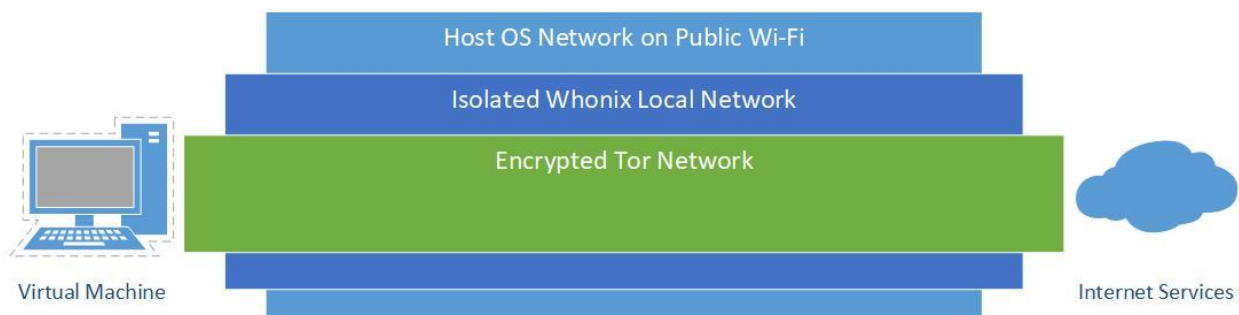 Host OS Network on Public Wi-Fi
Isolated Whonix Local Network
Encrypted Tor Network
Virtual Machine
Internet Services